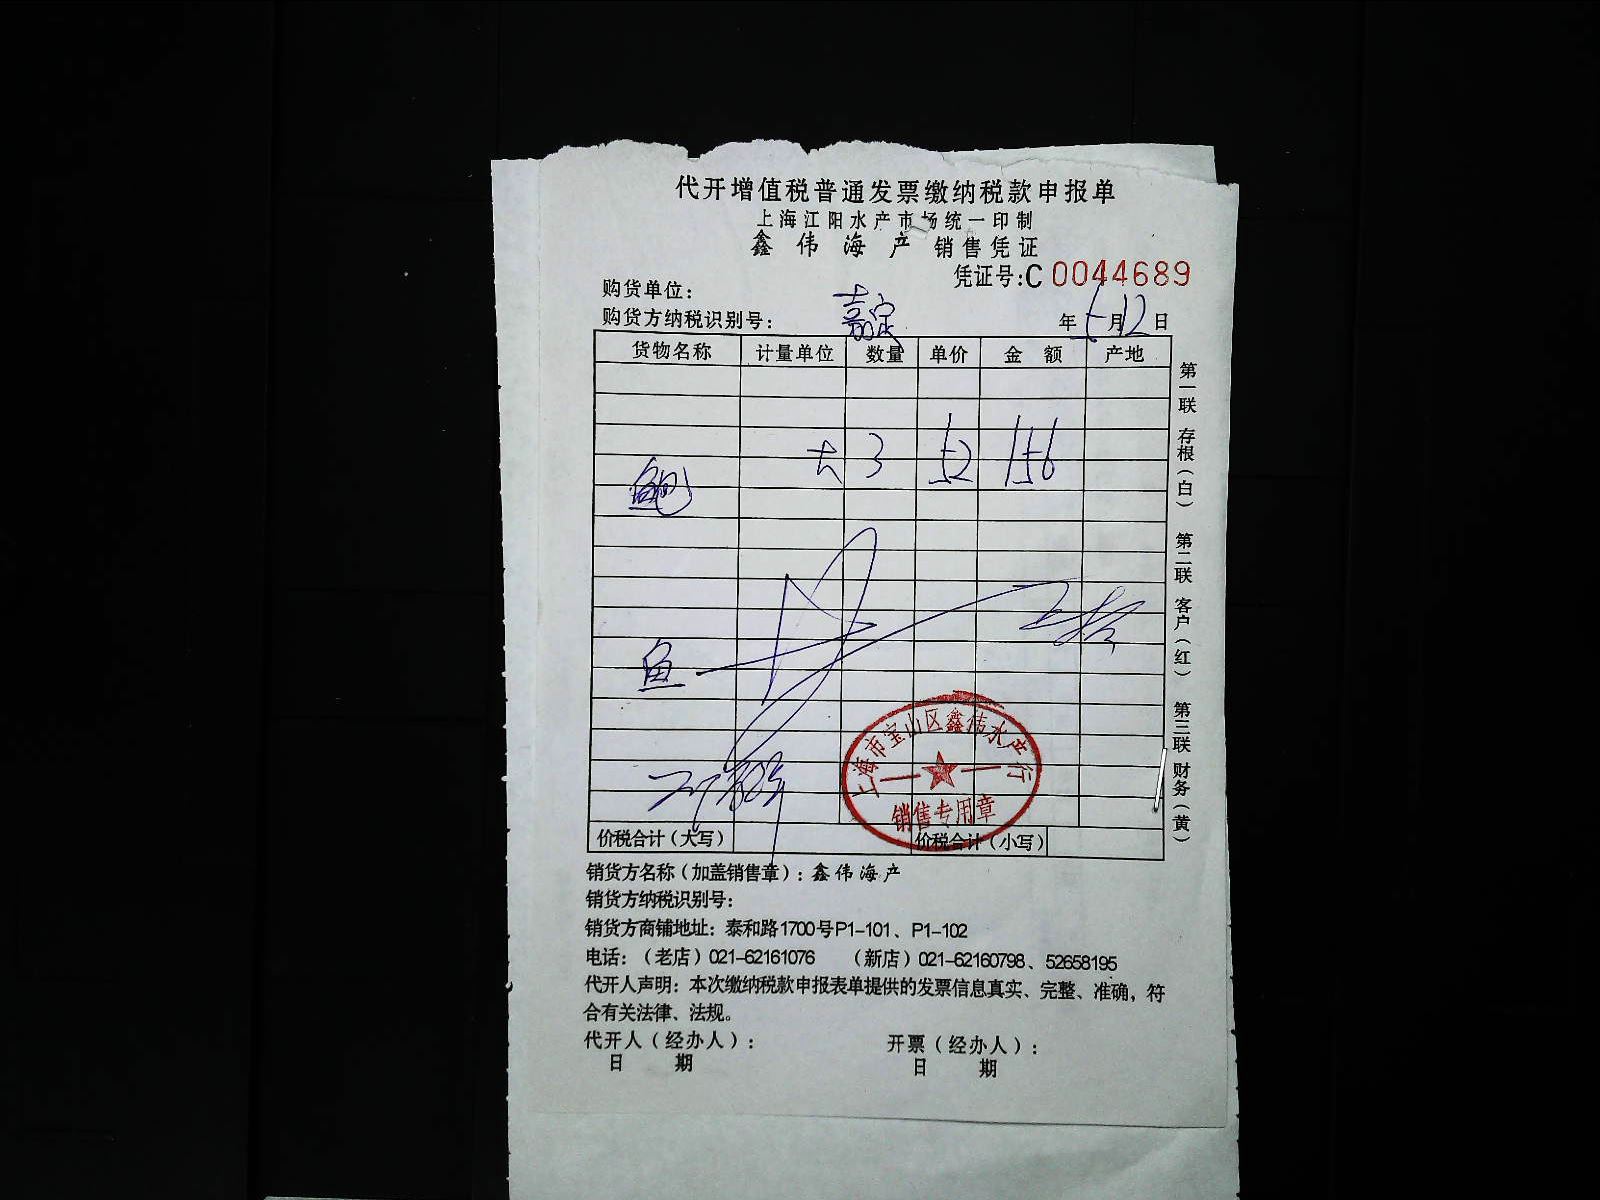 代开增值税普通发票缴纳税款申报单
上海江阳水产市场统一印制
鑫伟海产 销售凭证
凭证号:C 0044689
购货单位:
购货方纳税识别号: 嘉定 年 5月12日
货物名称 计量单位 数量 单价 金额 产地
鲍 大 3 52 156
鱼
上海市宝山区鑫伟水产行
销售专用章
价税合计(大写) 价税合计(小写)
第一联 存根(白) 第二联 客户(红) 第三联 财务(黄)
销货方名称(加盖销售章):鑫伟海产
销货方纳税识别号:
销货方商铺地址:泰和路1700号P1-101、P1-102
电话:(老店)021-62161076 (新店)021-62160798、52658195
代开人声明:本次缴纳税款申报表单提供的发票信息真实、完整、准确,符
合有关法律、法规。
代开人(经办人): 开票(经办人):
日 期 日 期